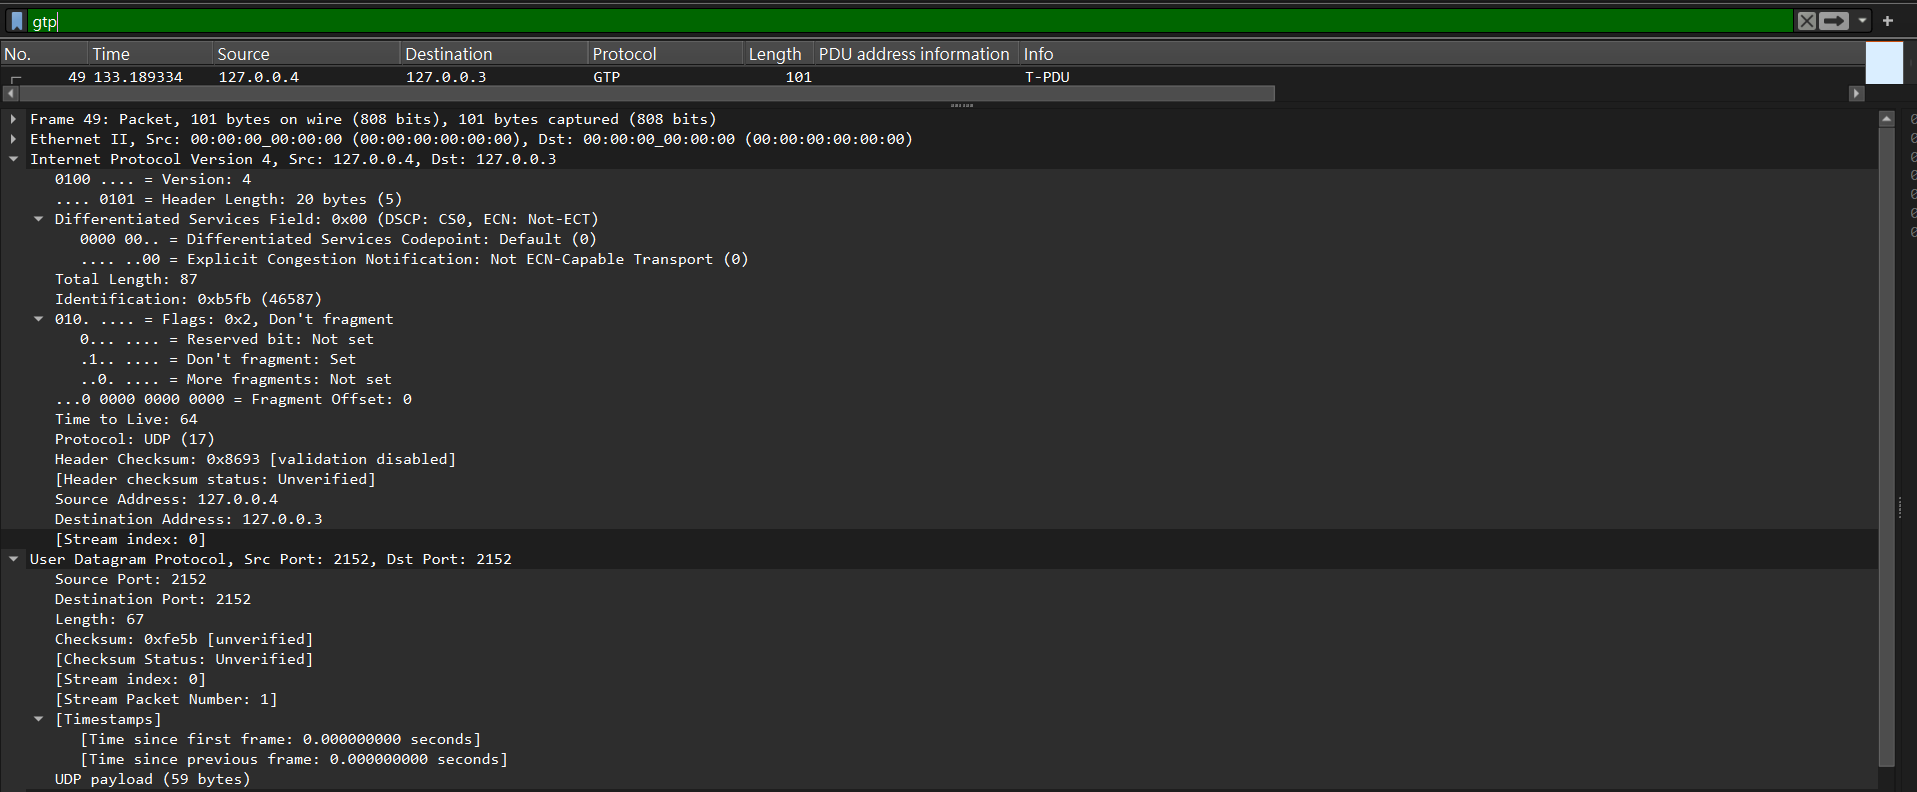 gtp
No. Time Source Destination Protocol Length PDU address information Info
49 133.189334 127.0.0.4 127.0.0.3 GTP 101 T-PDU
Frame 49: Packet, 101 bytes on wire (808 bits), 101 bytes captured (808 bits)
Ethernet II, Src: 00:00:00_00:00:00 (00:00:00:00:00:00), Dst: 00:00:00_00:00:00 (00:00:00:00:00:00)
Internet Protocol Version 4, Src: 127.0.0.4, Dst: 127.0.0.3
0100 .... = Version: 4
.... 0101 = Header Length: 20 bytes (5)
Differentiated Services Field: 0x00 (DSCP: CS0, ECN: Not-ECT)
0000 00.. = Differentiated Services Codepoint: Default (0)
.... ..00 = Explicit Congestion Notification: Not ECN-Capable Transport (0)
Total Length: 87
Identification: 0xb5fb (46587)
010. .... = Flags: 0x2, Don't fragment
0... .... = Reserved bit: Not set
.1.. .... = Don't fragment: Set
..0. .... = More fragments: Not set
...0 0000 0000 0000 = Fragment Offset: 0
Time to Live: 64
Protocol: UDP (17)
Header Checksum: 0x8693 [validation disabled]
[Header checksum status: Unverified]
Source Address: 127.0.0.4
Destination Address: 127.0.0.3
[Stream index: 0]
User Datagram Protocol, Src Port: 2152, Dst Port: 2152
Source Port: 2152
Destination Port: 2152
Length: 67
Checksum: 0xfe5b [unverified]
[Checksum Status: Unverified]
[Stream index: 0]
[Stream Packet Number: 1]
[Timestamps]
[Time since first frame: 0.000000000 seconds]
[Time since previous frame: 0.000000000 seconds]
UDP payload (59 bytes)